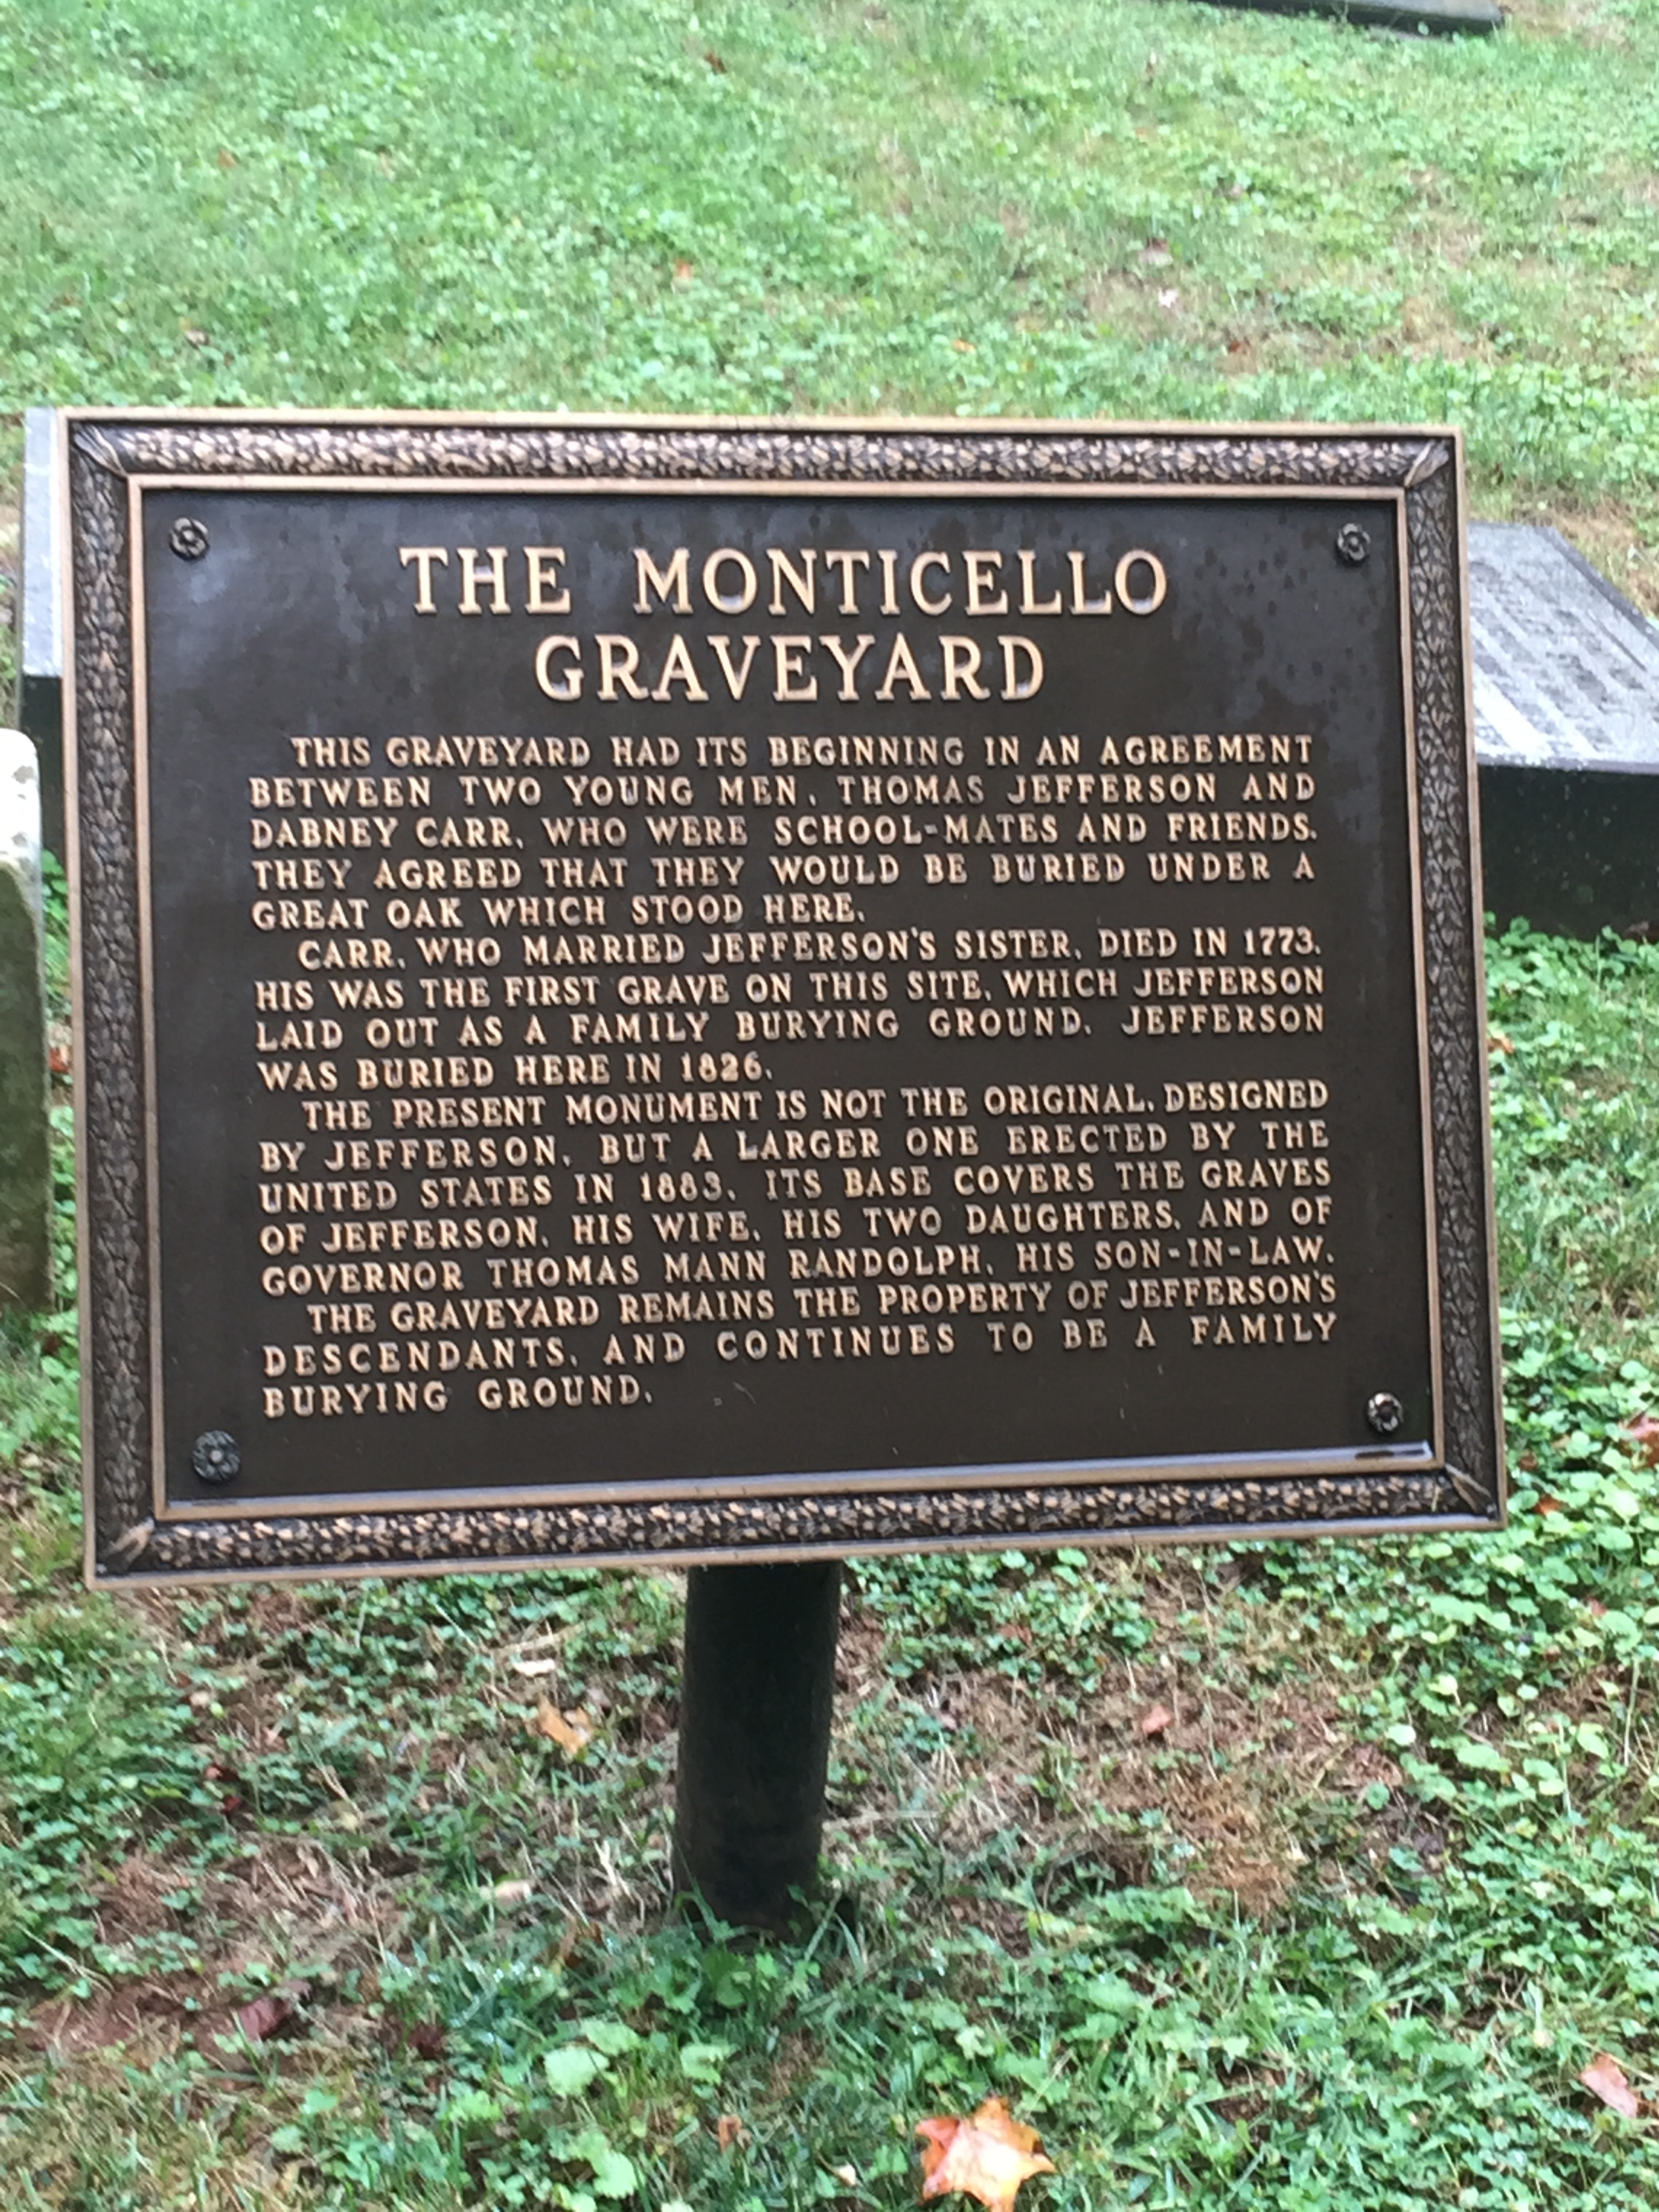 THE MONTICELLO
GRAVEYARD
THIS GRAVEYARD HAD ITS BEGINNING IN AN AGREEMENT
BETWEEN TWO YOUNG MEN, THOMAS JEFFERSON AND
DABNEY CARR, WHO WERE SCHOOL-MATES AND FRIENDS.
THEY AGREED THAT THEY WOULD BE BURIED UNDER A
GREAT OAK WHICH STOOD HERE.
CARR, WHO MARRIED JEFFERSON'S SISTER, DIED IN 1773.
HIS WAS THE FIRST GRAVE ON THIS SITE, WHICH JEFFERSON
LAID OUT AS A FAMILY BURYING GROUND. JEFFERSON
WAS BURIED HERE IN 1826.
THE PRESENT MONUMENT IS NOT THE ORIGINAL, DESIGNED
BY JEFFERSON, BUT A LARGER ONE ERECTED BY THE
UNITED STATES IN 1883. ITS BASE COVERS THE GRAVES
OF JEFFERSON, HIS WIFE, HIS TWO DAUGHTERS, AND OF
GOVERNOR THOMAS MANN RANDOLPH, HIS SON-IN-LAW.
THE GRAVEYARD REMAINS THE PROPERTY OF JEFFERSON'S
DESCENDANTS, AND CONTINUES TO BE A FAMILY
BURYING GROUND.